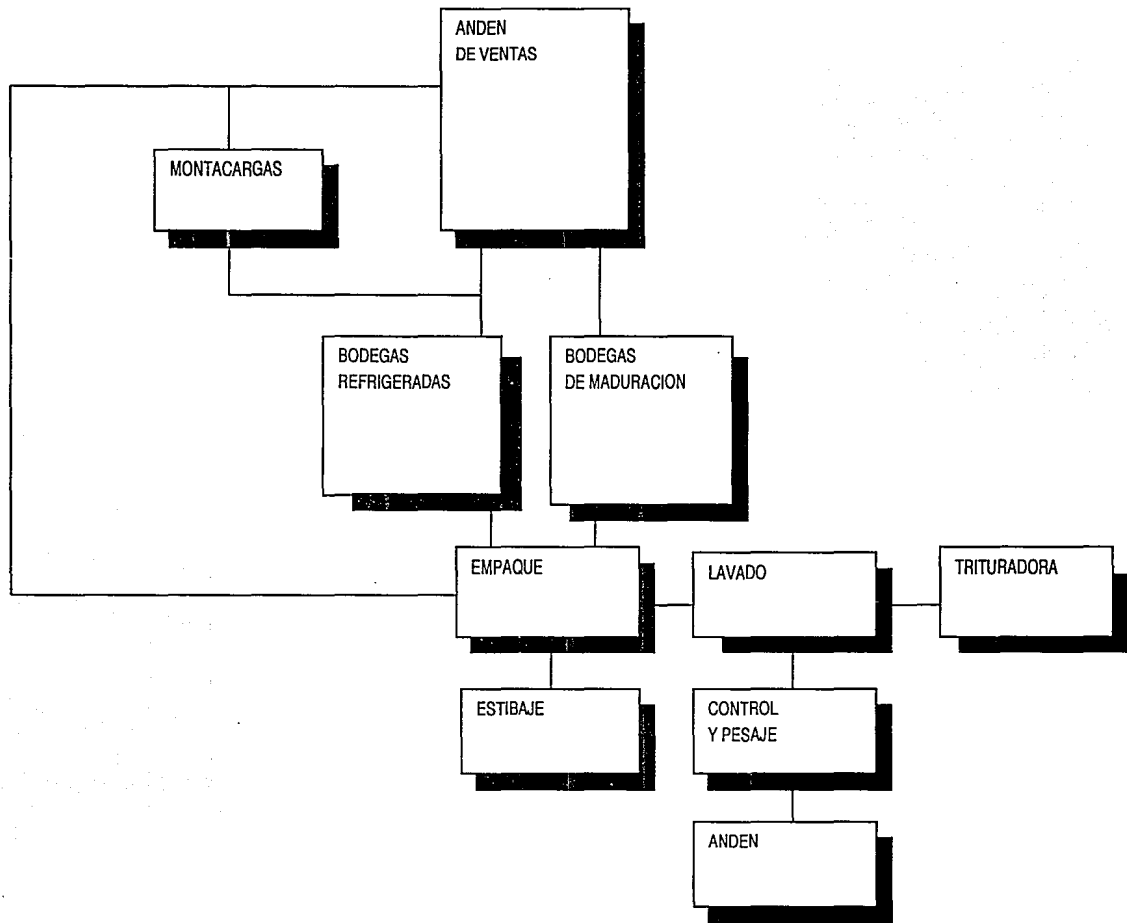 ANDEN
DE VENTAS
MONTACARGAS
BODEGAS
REFRIGERADAS
BODEGAS
DE MADURACION
EMPAQUE
LAVADO
TRITURADORA
ESTIBAJE
CONTROL
Y PESAJE
ANDEN